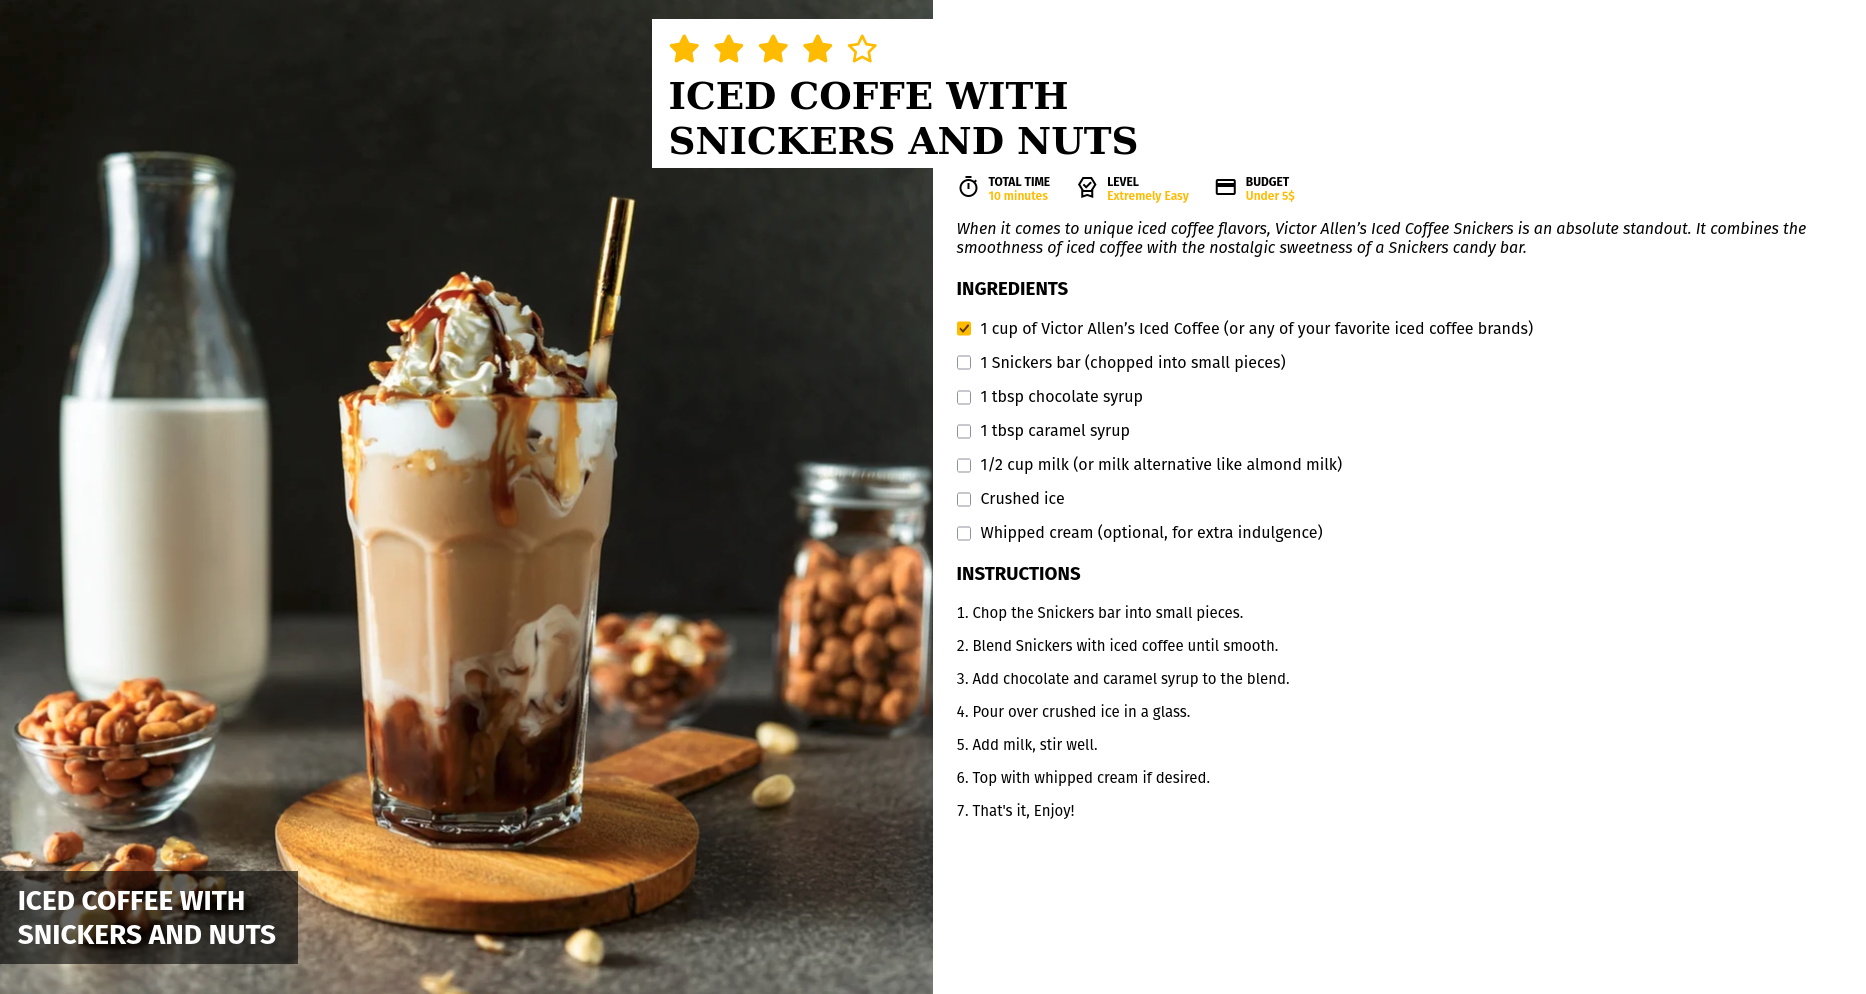 ICED COFFE WITH
SNICKERS AND NUTS
TOTAL TIME
10 minutes
LEVEL
Extremely Easy
BUDGET
Under 5$
When it comes to unique iced coffee flavors, Victor Allen’s Iced Coffee Snickers is an absolute standout. It combines the
smoothness of iced coffee with the nostalgic sweetness of a Snickers candy bar.
INGREDIENTS
1 cup of Victor Allen’s Iced Coffee (or any of your favorite iced coffee brands)
1 Snickers bar (chopped into small pieces)
1 tbsp chocolate syrup
1 tbsp caramel syrup
1/2 cup milk (or milk alternative like almond milk)
Crushed ice
Whipped cream (optional, for extra indulgence)
INSTRUCTIONS
1. Chop the Snickers bar into small pieces.
2. Blend Snickers with iced coffee until smooth.
3. Add chocolate and caramel syrup to the blend.
4. Pour over crushed ice in a glass.
5. Add milk, stir well.
6. Top with whipped cream if desired.
7. That's it, Enjoy!
ICED COFFEE WITH
SNICKERS AND NUTS